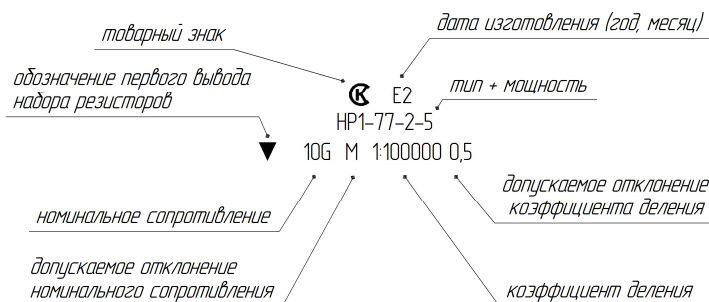 товарный знак
дата изготовления (год, месяц)
обозначение первого вывода
набора резисторов
К E2
тип + мощность
НР1-77-2-5
10G М 1:100000 0,5
допускаемое отклонение
коэффициента деления
номинальное сопротивление
допускаемое отклонение
номинального сопротивления
коэффициент деления